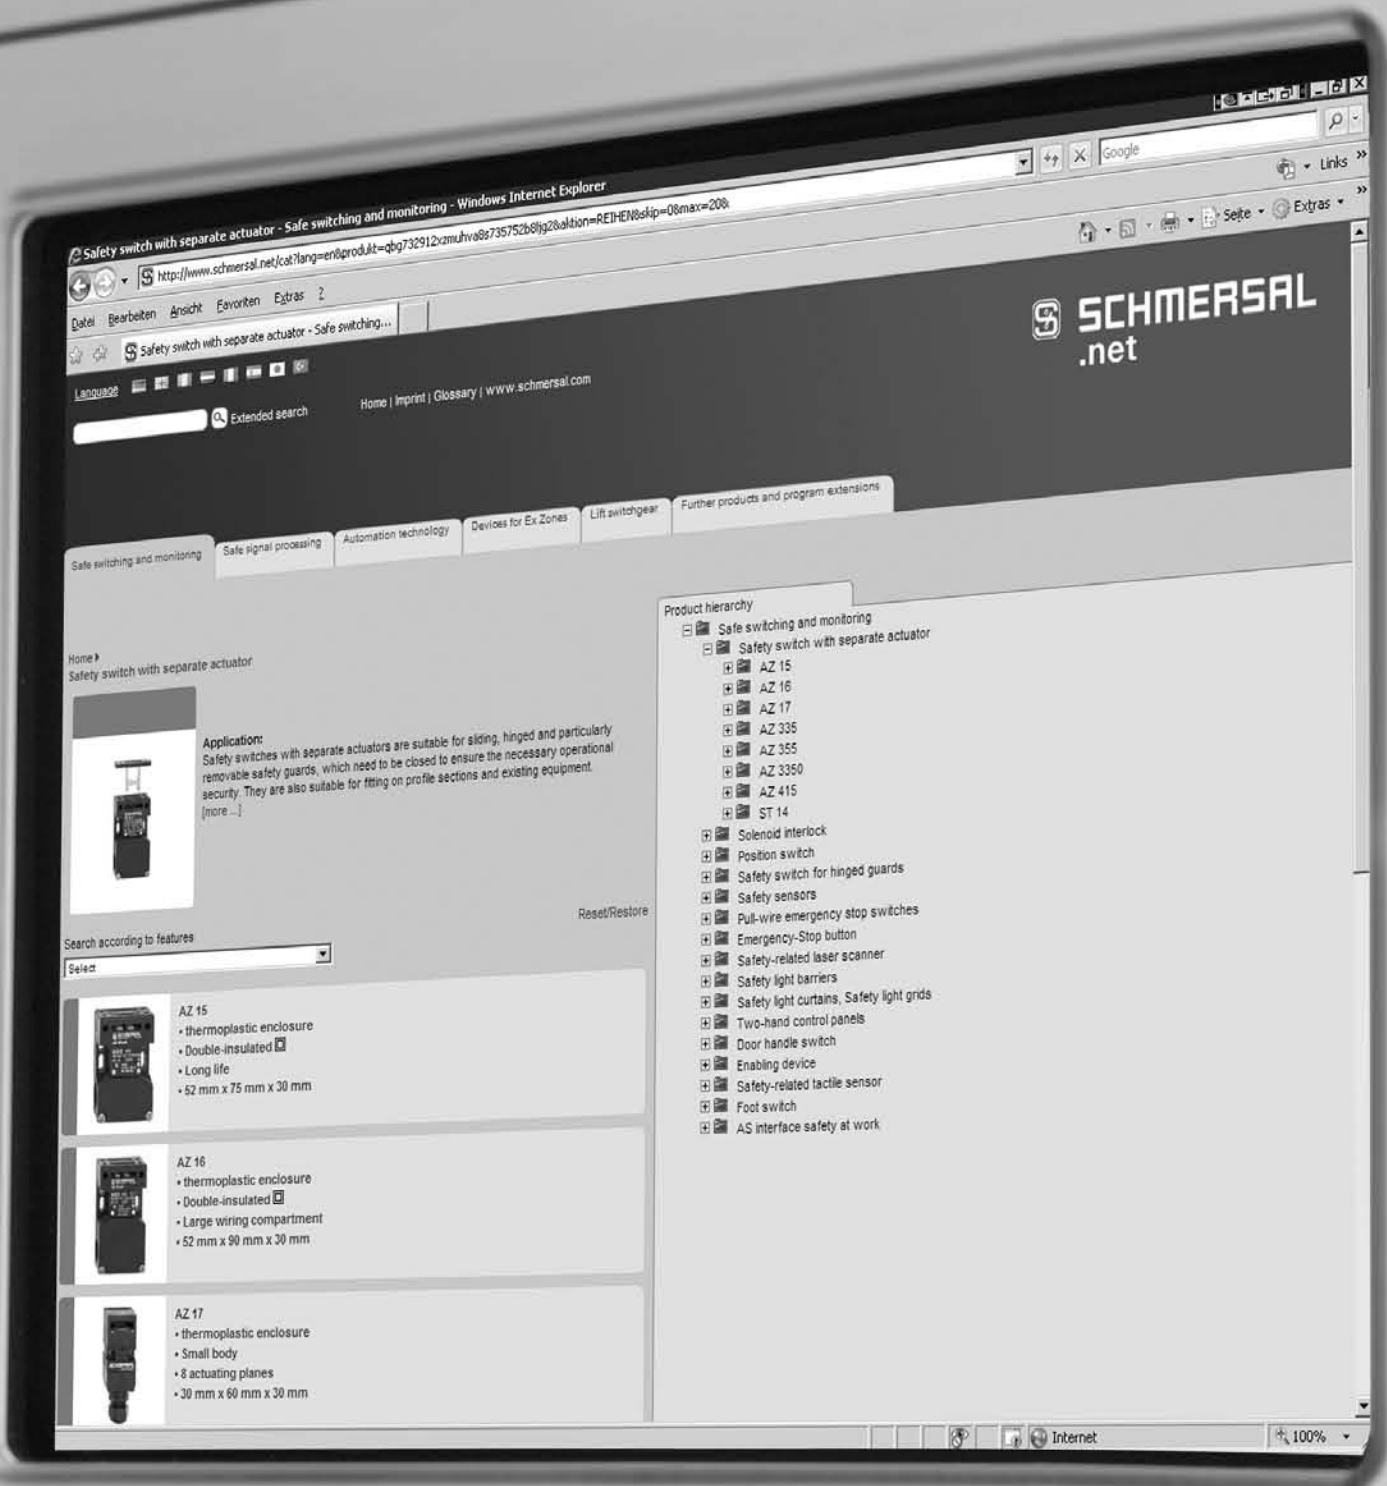 Safety switch with separate actuator - Safe switching and monitoring - Windows Internet Explorer
http://www.schmersal.net/cat?lang=en&produkt=qbg732912xzmuhva8s735752b8ljg2&aktion=REIHEN&skip=0&max=20&
Google
Links »
Datei Bearbeiten Ansicht Favoriten Extras ?
Safety switch with separate actuator - Safe switching...
Seite Extras »
SCHMERSAL
.net
Language
Extended search
Home | Imprint | Glossary | www.schmersal.com
Safe switching and monitoring
Safe signal processing
Automation technology
Devices for Ex Zones
Lift switchgear
Further products and program extensions
Home
Safety switch with separate actuator
Application:
Safety switches with separate actuators are suitable for sliding, hinged and particularly
removable safety guards, which need to be closed to ensure the necessary operational
security. They are also suitable for fitting on profile sections and existing equipment.
[more ...]
Reset/Restore
Search according to features
Select
AZ 15
• thermoplastic enclosure
• Double-insulated
• Long life
• 52 mm x 75 mm x 30 mm
AZ 16
• thermoplastic enclosure
• Double-insulated
• Large wiring compartment
• 52 mm x 90 mm x 30 mm
AZ 17
• thermoplastic enclosure
• Small body
• 8 actuating planes
• 30 mm x 60 mm x 30 mm
Product hierarchy
Safe switching and monitoring
Safety switch with separate actuator
AZ 15
AZ 16
AZ 17
AZ 335
AZ 355
AZ 3350
AZ 415
ST 14
Solenoid interlock
Position switch
Safety switch for hinged guards
Safety sensors
Pull-wire emergency stop switches
Emergency-Stop button
Safety-related laser scanner
Safety light barriers
Safety light curtains, Safety light grids
Two-hand control panels
Door handle switch
Enabling device
Safety-related tactile sensor
Foot switch
AS interface safety at work
Internet
100%